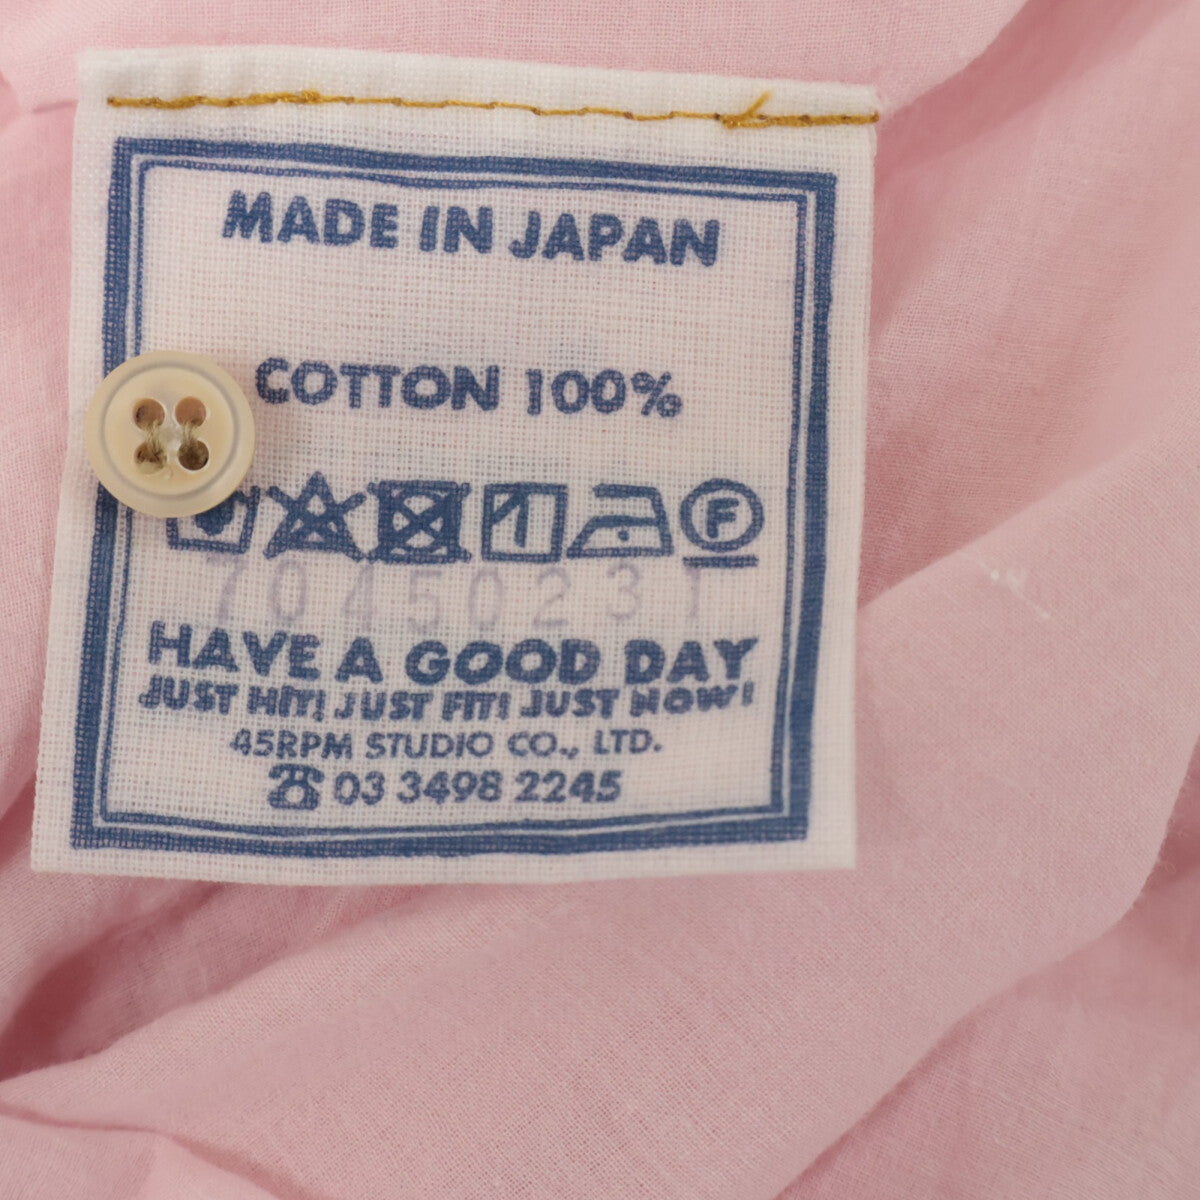 MADE IN JAPAN
COTTON 100%
F
70450231
HAVE A GOOD DAY
JUST HIT! JUST FIT! JUST NOW!
45RPM STUDIO CO., LTD.
☎ 03 3498 2245